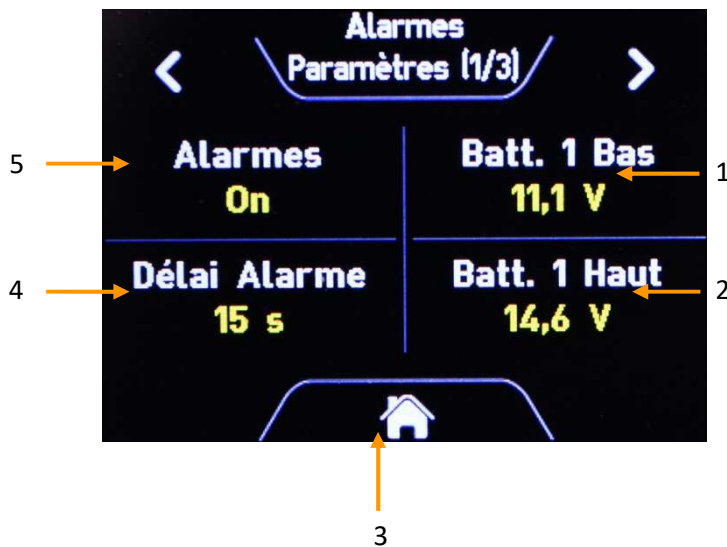 Alarmes
Paramètres (1/3)
5
Alarmes
On
Batt. 1 Bas
11,1 V
1
4
Délai Alarme
15 s
Batt. 1 Haut
14,6 V
2
3